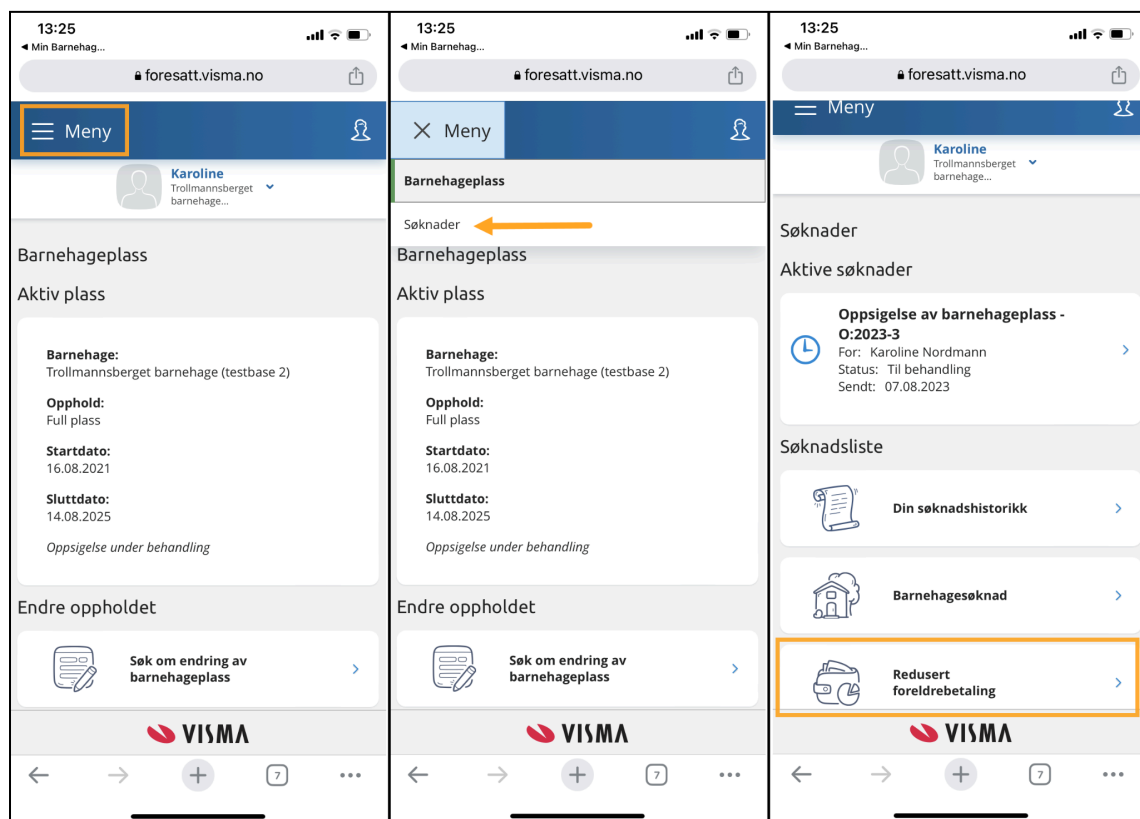 13:25
◀ Min Barnehag...
foresatt.visma.no
Meny
Karoline
Trollmannsberget
barnehage...
Barnehageplass
Aktiv plass
Barnehage:
Trollmannsberget barnehage (testbase 2)
Opphold:
Full plass
Startdato:
16.08.2021
Sluttdato:
14.08.2025
Oppsigelse under behandling
Endre oppholdet
Søk om endring av
barnehageplass
VISMA
7
13:25
◀ Min Barnehag...
foresatt.visma.no
Meny
Barnehageplass
Søknader
Barnehageplass
Aktiv plass
Barnehage:
Trollmannsberget barnehage (testbase 2)
Opphold:
Full plass
Startdato:
16.08.2021
Sluttdato:
14.08.2025
Oppsigelse under behandling
Endre oppholdet
Søk om endring av
barnehageplass
VISMA
7
13:25
◀ Min Barnehag...
foresatt.visma.no
Meny
Karoline
Trollmannsberget
barnehage...
Søknader
Aktive søknader
Oppsigelse av barnehageplass -
O:2023-3
For: Karoline Nordmann
Status: Til behandling
Sendt: 07.08.2023
Søknadsliste
Din søknadshistorikk
Barnehagesøknad
Redusert
foreldrebetaling
VISMA
7